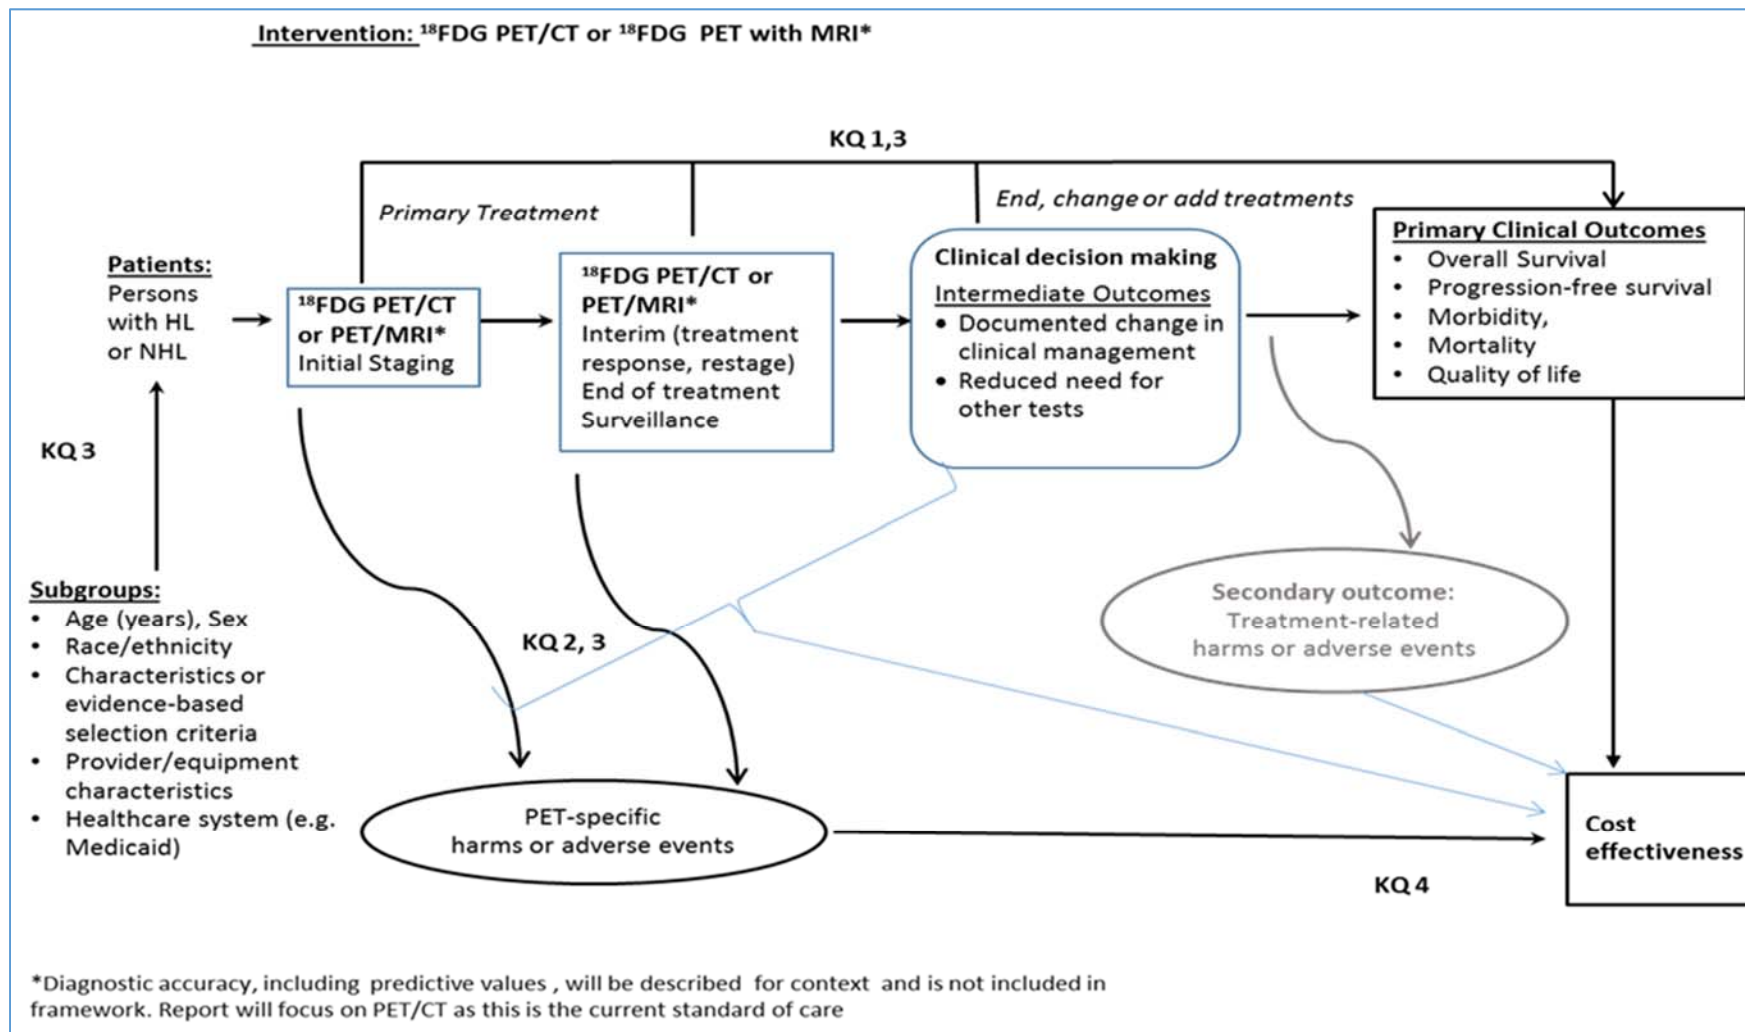 Intervention: ¹⁸FDG PET/CT or ¹⁸FDG PET with MRI*
KQ 1,3
Primary Treatment
End, change or add treatments
Patients:
Persons
with HL
or NHL
¹⁸FDG PET/CT
or PET/MRI*
Initial Staging
¹⁸FDG PET/CT or
PET/MRI*
Interim (treatment
response, restage)
End of treatment
Surveillance
Clinical decision making
Intermediate Outcomes
• Documented change in
clinical management
• Reduced need for
other tests
Primary Clinical Outcomes
• Overall Survival
• Progression-free survival
• Morbidity,
• Mortality
• Quality of life
KQ 3
Subgroups:
• Age (years), Sex
• Race/ethnicity
• Characteristics or
evidence-based
selection criteria
• Provider/equipment
characteristics
• Healthcare system (e.g.
Medicaid)
KQ 2, 3
Secondary outcome:
Treatment-related
harms or adverse events
PET-specific
harms or adverse events
KQ 4
Cost
effectiveness
*Diagnostic accuracy, including predictive values , will be described for context and is not included in
framework. Report will focus on PET/CT as this is the current standard of care